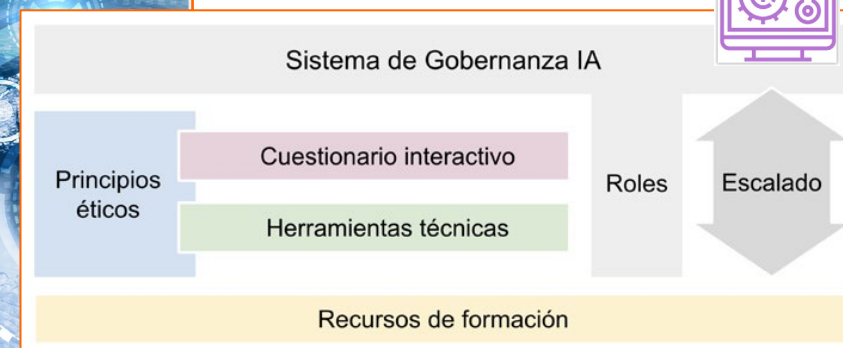 Sistema de Gobernanza IA
Principios
éticos
Cuestionario interactivo
Herramientas técnicas
Roles
Escalado
Recursos de formación